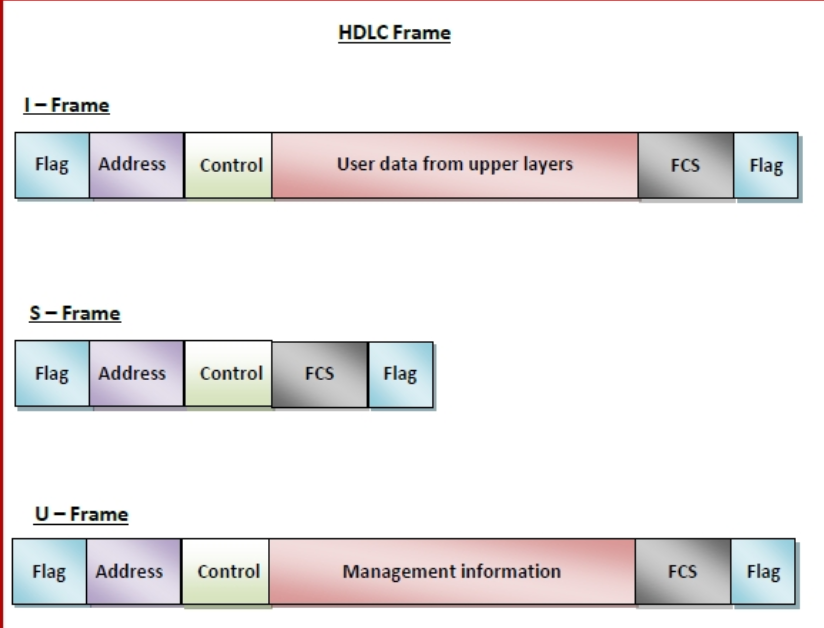 HDLC Frame
I – Frame
Flag Address Control User data from upper layers FCS Flag
S – Frame
Flag Address Control FCS Flag
U – Frame
Flag Address Control Management information FCS Flag